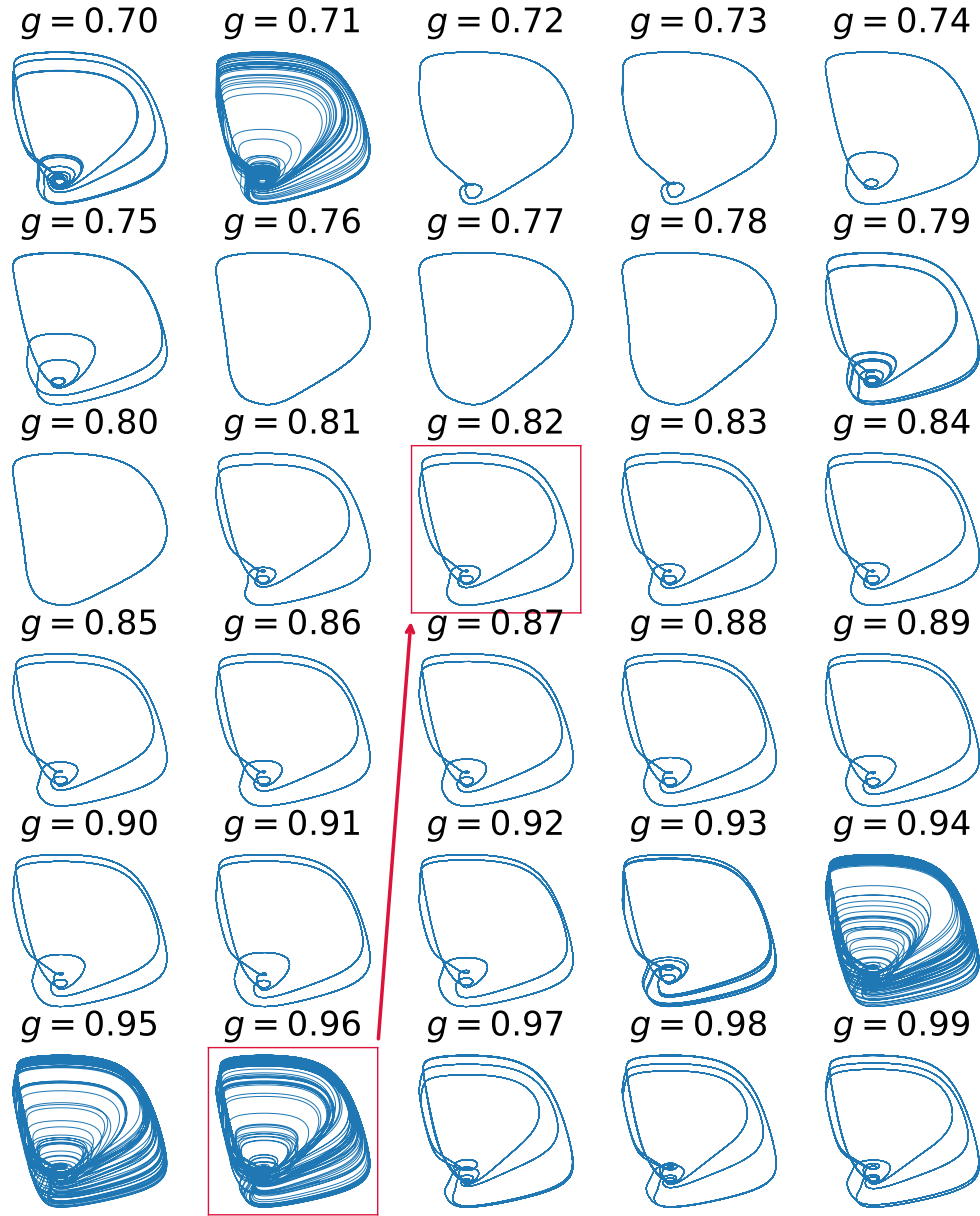 g = 0.70 g = 0.71 g = 0.72 g = 0.73 g = 0.74
g = 0.75 g = 0.76 g = 0.77 g = 0.78 g = 0.79
g = 0.80 g = 0.81 g = 0.82 g = 0.83 g = 0.84
g = 0.85 g = 0.86 g = 0.87 g = 0.88 g = 0.89
g = 0.90 g = 0.91 g = 0.92 g = 0.93 g = 0.94
g = 0.95 g = 0.96 g = 0.97 g = 0.98 g = 0.99